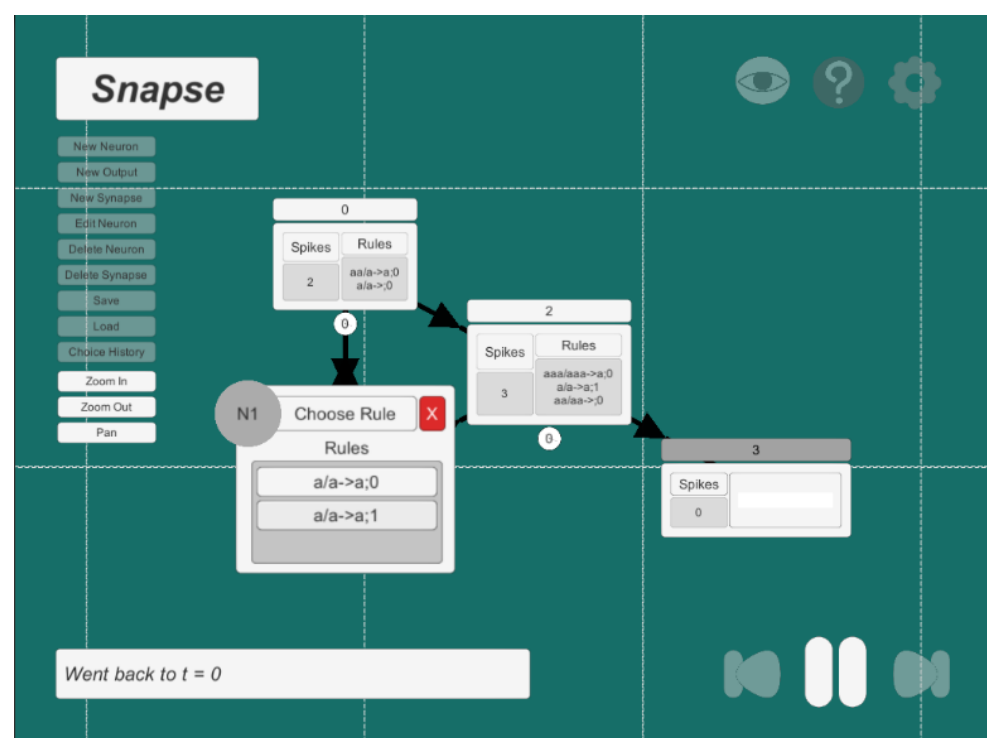 Snapse
?
New Neuron
New Output
New Synapse
Edit Neuron
Delete Neuron
Delete Synapse
Save
Load
Choice History
Zoom In
Zoom Out
Pan
0
Spikes
Rules
2
aa/a->a;0
a/a->;0
0
2
Spikes
Rules
3
aaa/aaa->a;0
a/a->a;1
aa/aa->;0
0
N1
Choose Rule
X
Rules
a/a->a;0
a/a->a;1
3
Spikes
0
Went back to t = 0